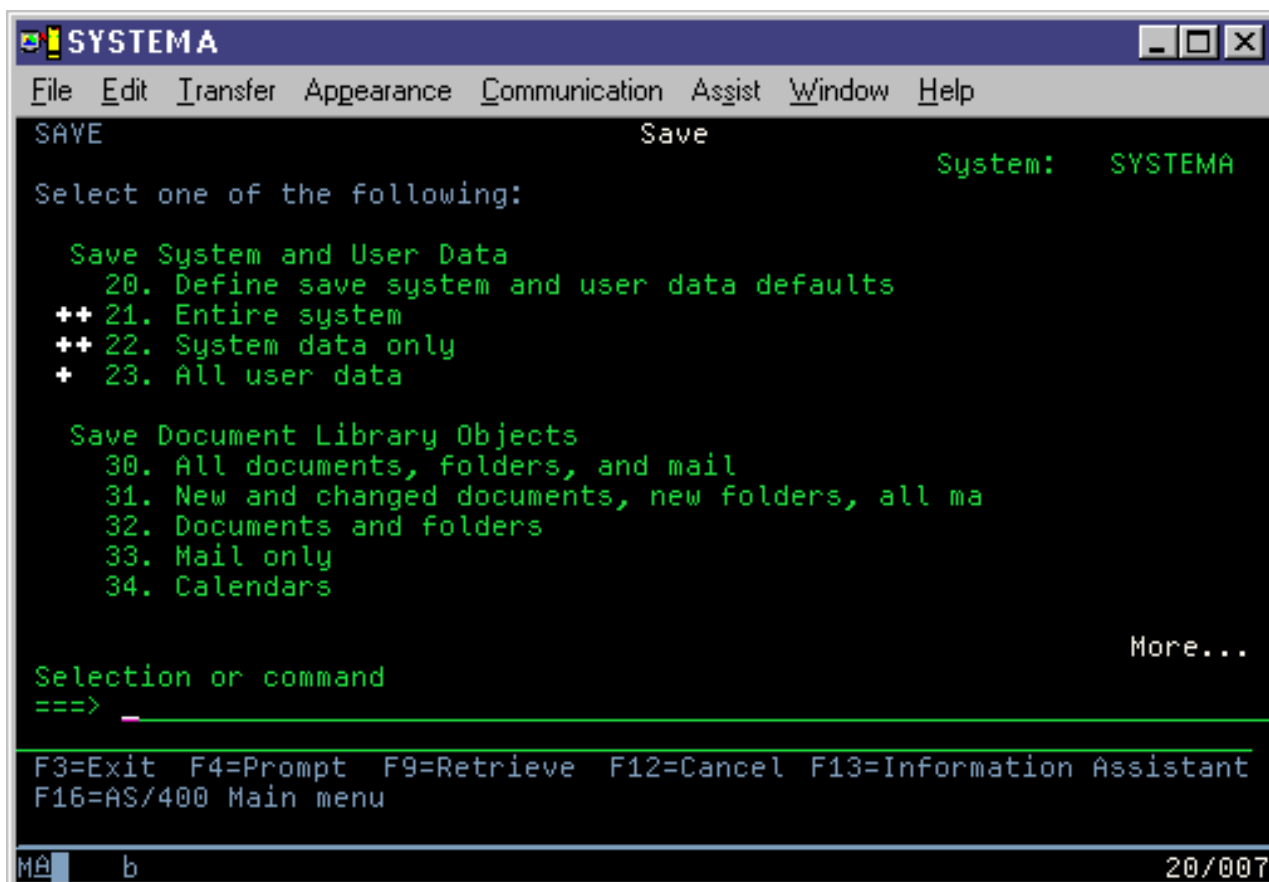 SYSTEMA
File Edit Transfer Appearance Communication Assist Window Help
SAVE Save
System: SYSTEMA
Select one of the following:
Save System and User Data
20. Define save system and user data defaults
++ 21. Entire system
++ 22. System data only
+ 23. All user data
Save Document Library Objects
30. All documents, folders, and mail
31. New and changed documents, new folders, all ma
32. Documents and folders
33. Mail only
34. Calendars
More...
Selection or command
===>
F3=Exit F4=Prompt F9=Retrieve F12=Cancel F13=Information Assistant
F16=AS/400 Main menu
MA b 20/007